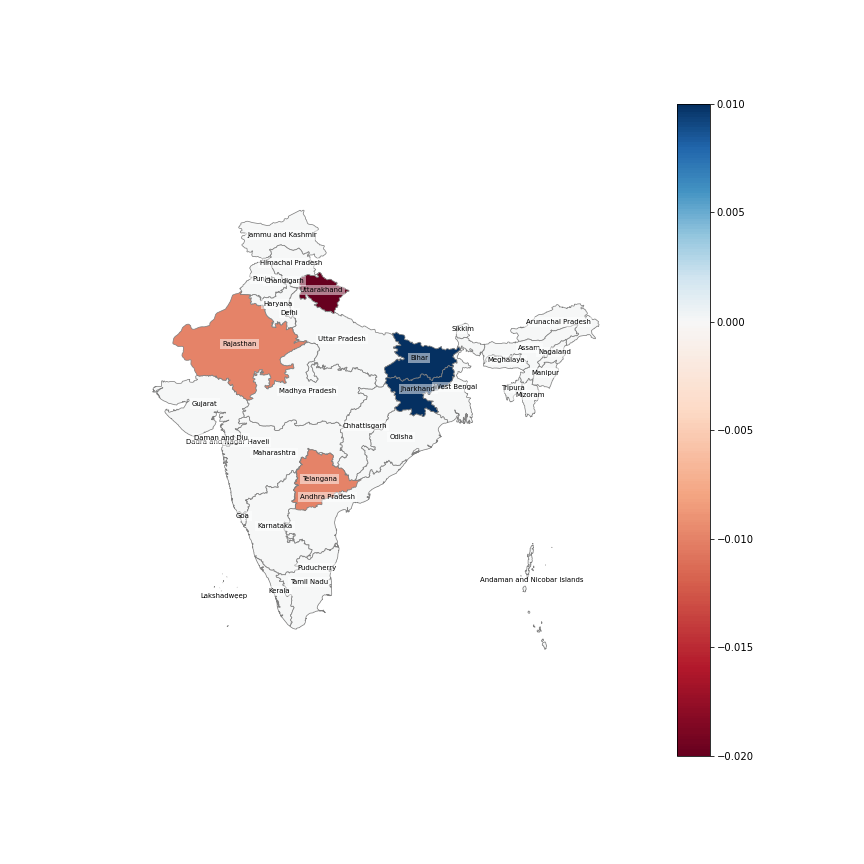 Jammu and Kashmir
Himachal Pradesh
Chandigarh
Uttarakhand
Haryana
Delhi
Rajasthan
Uttar Pradesh
Bihar
Sikkim
Arunachal Pradesh
Assam
Nagaland
Meghalaya
Manipur
Tripura
Mizoram
Jharkhand
West Bengal
Madhya Pradesh
Gujarat
Chhattisgarh
Daman and Diu
Dadra and Nagar Haveli
Odisha
Maharashtra
Telangana
Andhra Pradesh
Goa
Karnataka
Puducherry
Tamil Nadu
Kerala
Lakshadweep
Andaman and Nicobar Islands
0.010
0.005
0.000
−0.005
−0.010
−0.015
−0.020